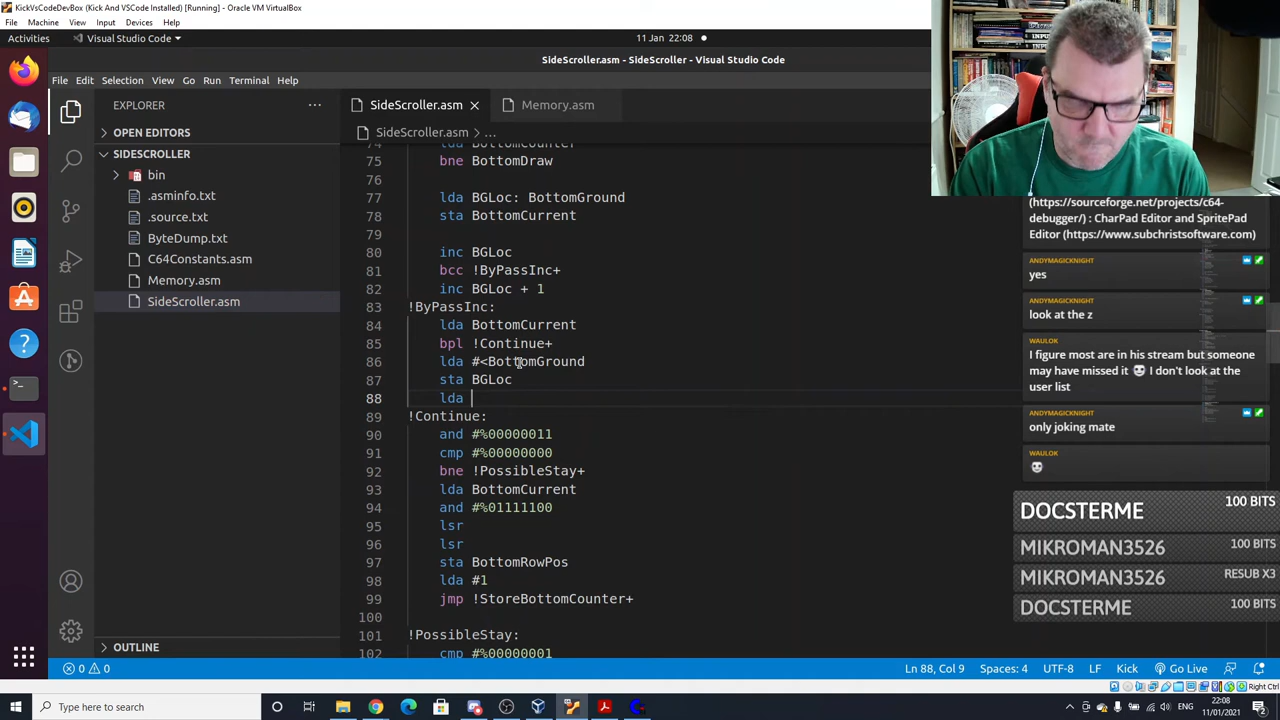 KickVsCodeDevBox (Kick And VSCode Installed) [Running] - Oracle VM VirtualBox
File Machine View Input Devices Help
Activities Visual Studio Code 11 Jan 22:08
SideScroller.asm - SideScroller - Visual Studio Code
File Edit Selection View Go Run Terminal Help
EXPLORER
OPEN EDITORS
SIDESCROLLER
bin
.asminfo.txt
.source.txt
ByteDump.txt
C64Constants.asm
Memory.asm
SideScroller.asm
OUTLINE
SideScroller.asm Memory.asm
SideScroller.asm ...
74 lda BottomCounter
75 bne BottomDraw
76
77 lda BGLoc: BottomGround
78 sta BottomCurrent
79
80 inc BGLoc
81 bcc !ByPassInc+
82 inc BGLoc + 1
83 !ByPassInc:
84 lda BottomCurrent
85 bpl !Continue+
86 lda #<BottomGround
87 sta BGLoc
88 lda
89 !Continue:
90 and #%00000011
91 cmp #%00000000
92 bne !PossibleStay+
93 lda BottomCurrent
94 and #%01111100
95 lsr
96 lsr
97 sta BottomRowPos
98 lda #1
99 jmp !StoreBottomCounter+
100
101 !PossibleStay:
102 cmp #%00000001
(https://sourceforge.net/projects/c64-
debugger/) : CharPad Editor and SpritePad
Editor (https://www.subchristsoftware.com)
ANDYMAGICKNIGHT
yes
ANDYMAGICKNIGHT
look at the z
WAULOK
I figure most are in his stream but someone
may have missed it I don't look at the
user list
ANDYMAGICKNIGHT
only joking mate
WAULOK
DOCSTERME 100 BITS
MIKROMAN3526 100 BITS
MIKROMAN3526 RESUB X3
DOCSTERME 100 BITS
0 0 Ln 88, Col 9 Spaces: 4 UTF-8 LF Kick Go Live
Right Ctrl
Type here to search
22:08
11/01/2021